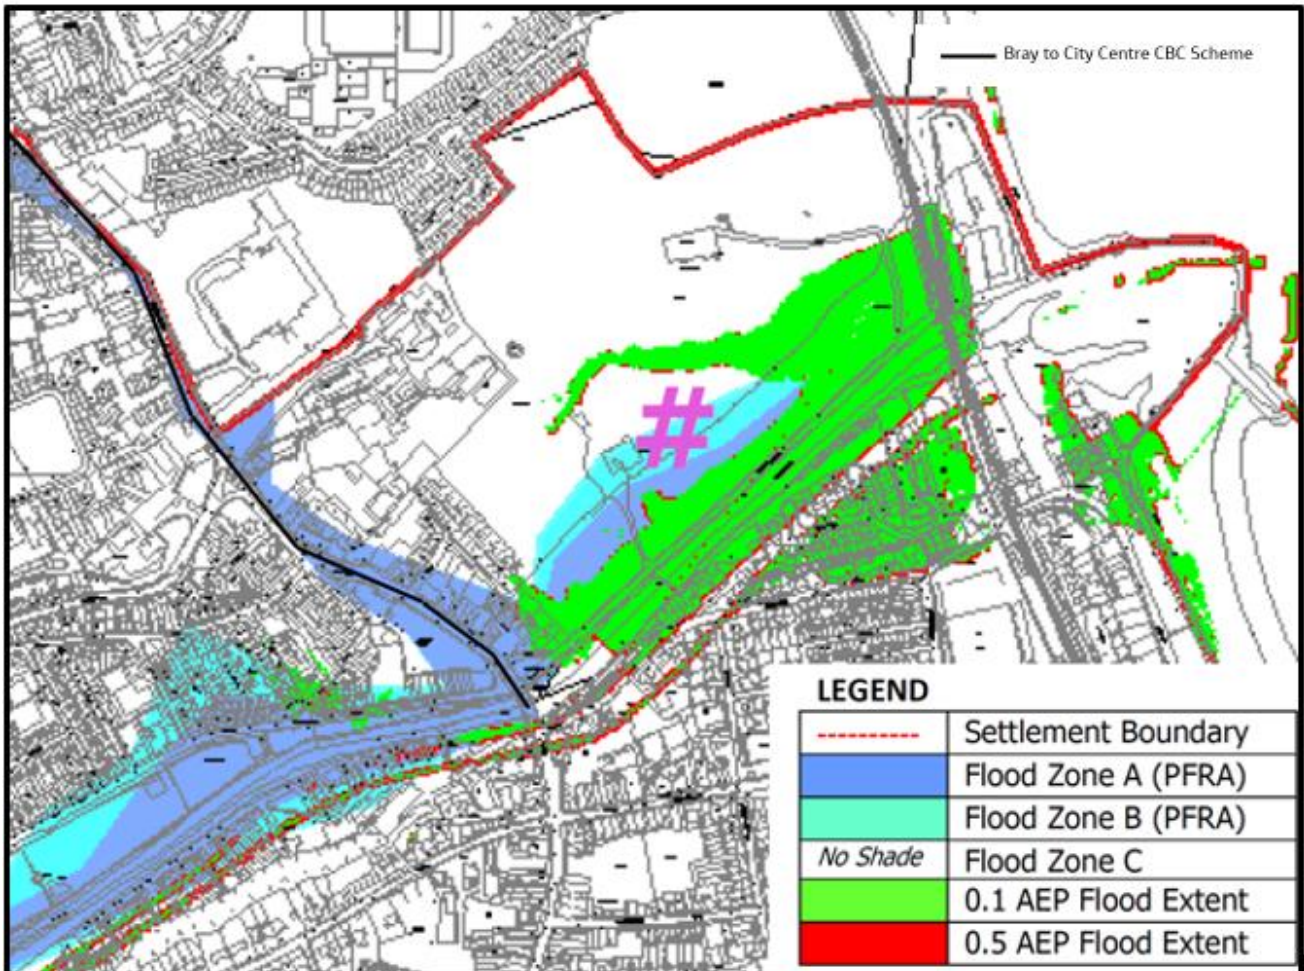 Bray to City Centre CBC Scheme
#
LEGEND
Settlement Boundary
Flood Zone A (PFRA)
Flood Zone B (PFRA)
No Shade Flood Zone C
0.1 AEP Flood Extent
0.5 AEP Flood Extent